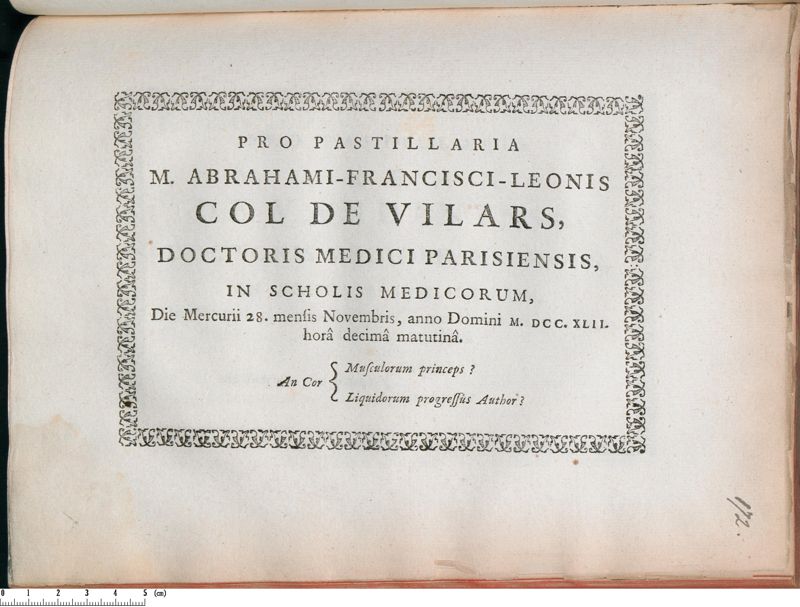 PRO PASTILLARIA
M. ABRAHAMI-FRANCISCI-LEONIS
COL DE VILARS,
DOCTORIS MEDICI PARISIENSIS,
IN SCHOLIS MEDICORUM,
Die Mercurii 28. menſis Novembris, anno Domini M. DCC. XLII.
horâ decimâ matutinâ.
An Cor { Muſculorum princeps ?
Liquidorum progreſſûs Author ?
172.
0 1 2 3 4 5 (cm)